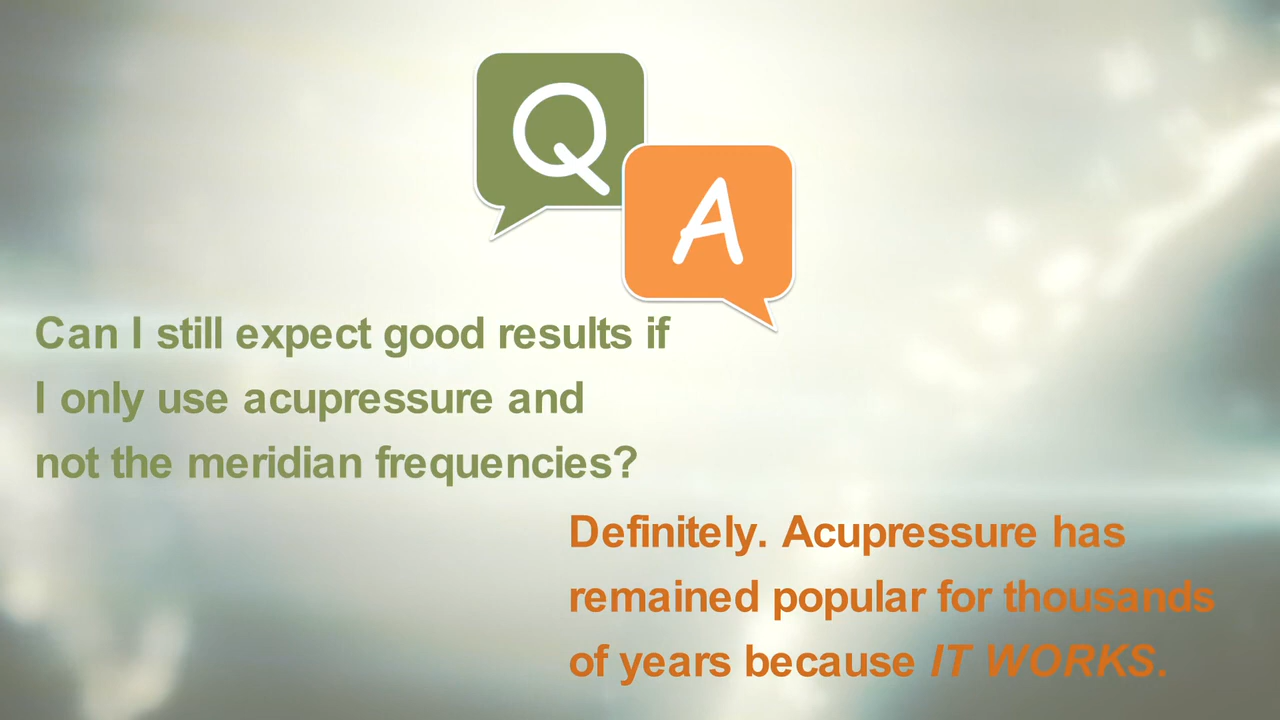 Q
A
Can I still expect good results if
I only use acupressure and
not the meridian frequencies?
Definitely. Acupressure has
remained popular for thousands
of years because IT WORKS.